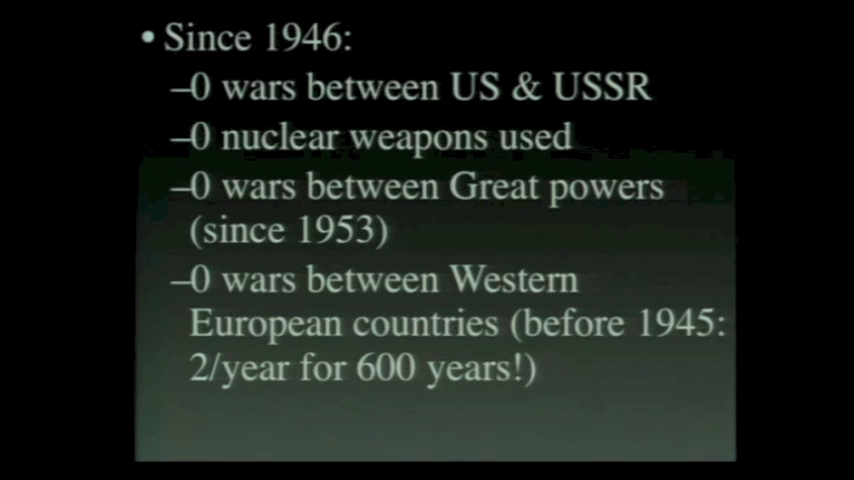 • Since 1946:
–0 wars between US & USSR
–0 nuclear weapons used
–0 wars between Great powers
(since 1953)
–0 wars between Western
European countries (before 1945:
2/year for 600 years!)